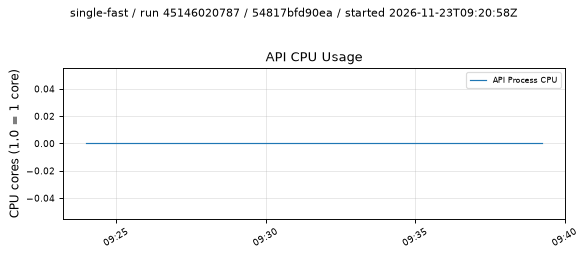 single-fast / run 45146020787 / 54817bfd90ea / started 2026-11-23T09:20:58Z
API CPU Usage
API Process CPU
CPU cores (1.0 = 1 core)
0.04
0.02
0.00
−0.02
−0.04
09:25
09:30
09:35
09:40